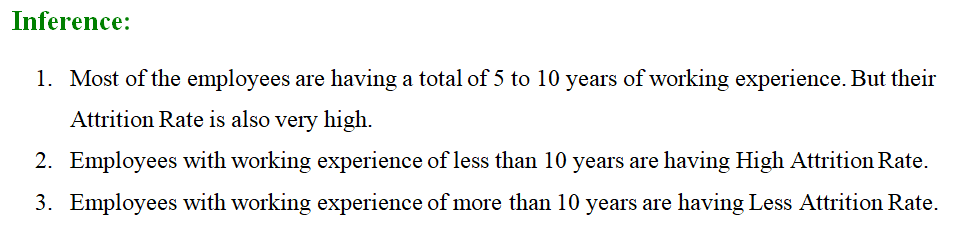 Inference:
1. Most of the employees are having a total of 5 to 10 years of working experience. But their
Attrition Rate is also very high.
2. Employees with working experience of less than 10 years are having High Attrition Rate.
3. Employees with working experience of more than 10 years are having Less Attrition Rate.